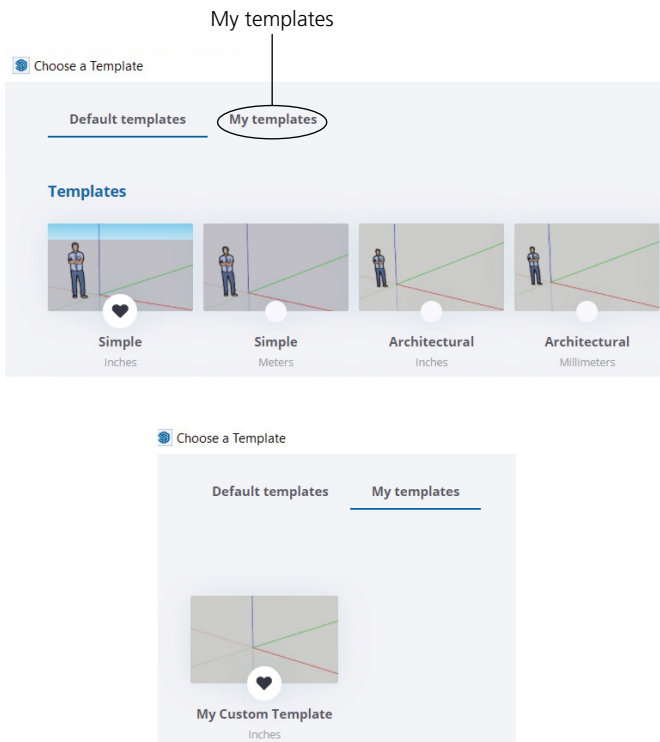 My templates
Choose a Template
Default templates My templates
Templates
Simple Simple Architectural Architectural
Inches Meters Inches Millimeters
Choose a Template
Default templates My templates
My Custom Template
Inches